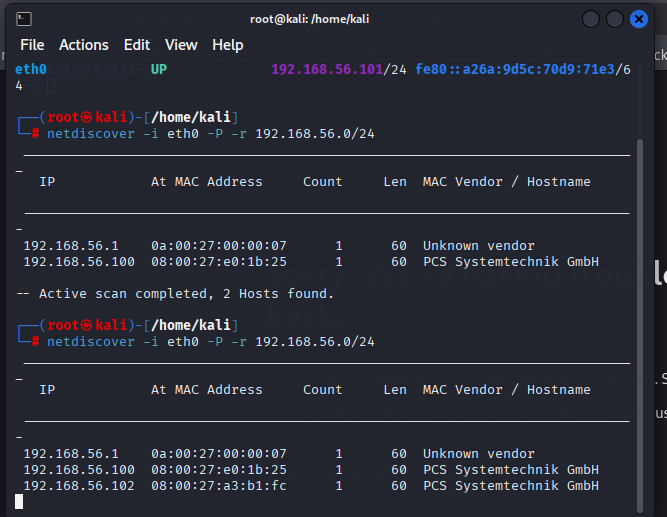 root@kali: /home/kali
File Actions Edit View Help
eth0 UP 192.168.56.101/24 fe80::a26a:9d5c:70d9:71e3/6
4
┌──(root㉿kali)-[/home/kali]
└─# netdiscover -i eth0 -P -r 192.168.56.0/24
IP At MAC Address Count Len MAC Vendor / Hostname
192.168.56.1 0a:00:27:00:00:07 1 60 Unknown vendor
192.168.56.100 08:00:27:e0:1b:25 1 60 PCS Systemtechnik GmbH
-- Active scan completed, 2 Hosts found.
┌──(root㉿kali)-[/home/kali]
└─# netdiscover -i eth0 -P -r 192.168.56.0/24
IP At MAC Address Count Len MAC Vendor / Hostname
192.168.56.1 0a:00:27:00:00:07 1 60 Unknown vendor
192.168.56.100 08:00:27:e0:1b:25 1 60 PCS Systemtechnik GmbH
192.168.56.102 08:00:27:a3:b1:fc 1 60 PCS Systemtechnik GmbH